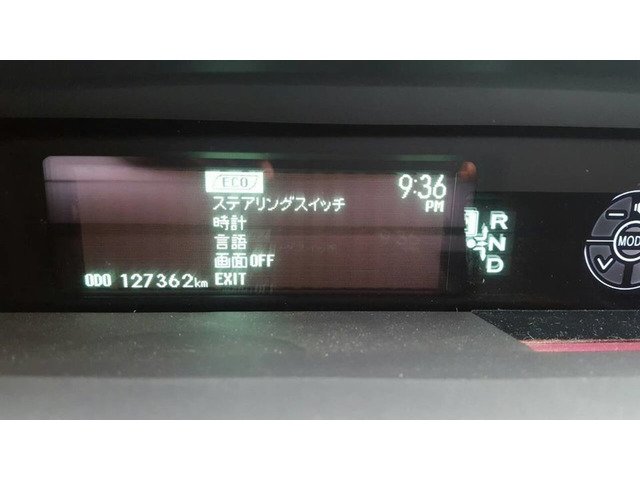 ECO
9:36
PM
ステアリングスイッチ
時計
言語
画面OFF
ODO 127362km
EXIT
R
N
D
MOD